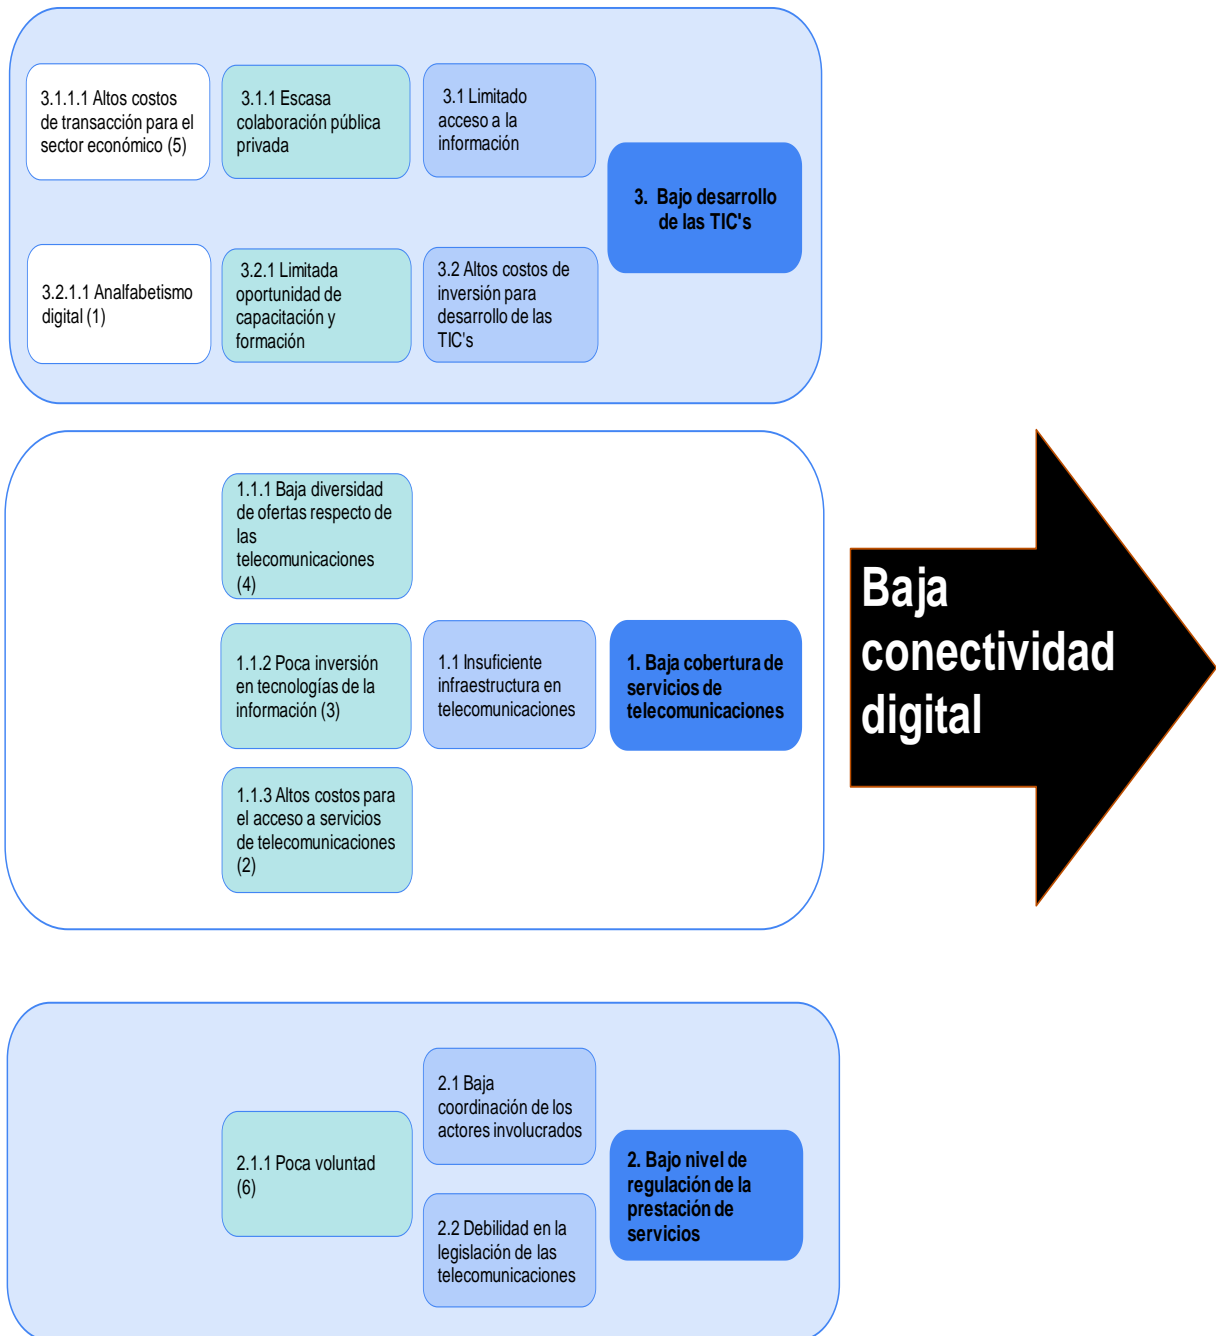 3.1.1.1 Altos costos
de transacción para el
sector económico (5)
3.1.1 Escasa
colaboración pública
privada
3.1 Limitado
acceso a la
información
3. Bajo desarrollo
de las TIC's
3.2.1.1 Analfabetismo
digital (1)
3.2.1 Limitada
oportunidad de
capacitación y
formación
3.2 Altos costos de
inversión para
desarrollo de las
TIC's
1.1.1 Baja diversidad
de ofertas respecto de
las
telecomunicaciones
(4)
1.1.2 Poca inversión
en tecnologías de la
información (3)
1.1 Insuficiente
infraestructura en
telecomunicaciones
1. Baja cobertura de
servicios de
telecomunicaciones
1.1.3 Altos costos para
el acceso a servicios
de telecomunicaciones
(2)
Baja
conectividad
digital
2.1.1 Poca voluntad
(6)
2.1 Baja
coordinación de los
actores involucrados
2.2 Debilidad en la
legislación de las
telecomunicaciones
2. Bajo nivel de
regulación de la
prestación de
servicios